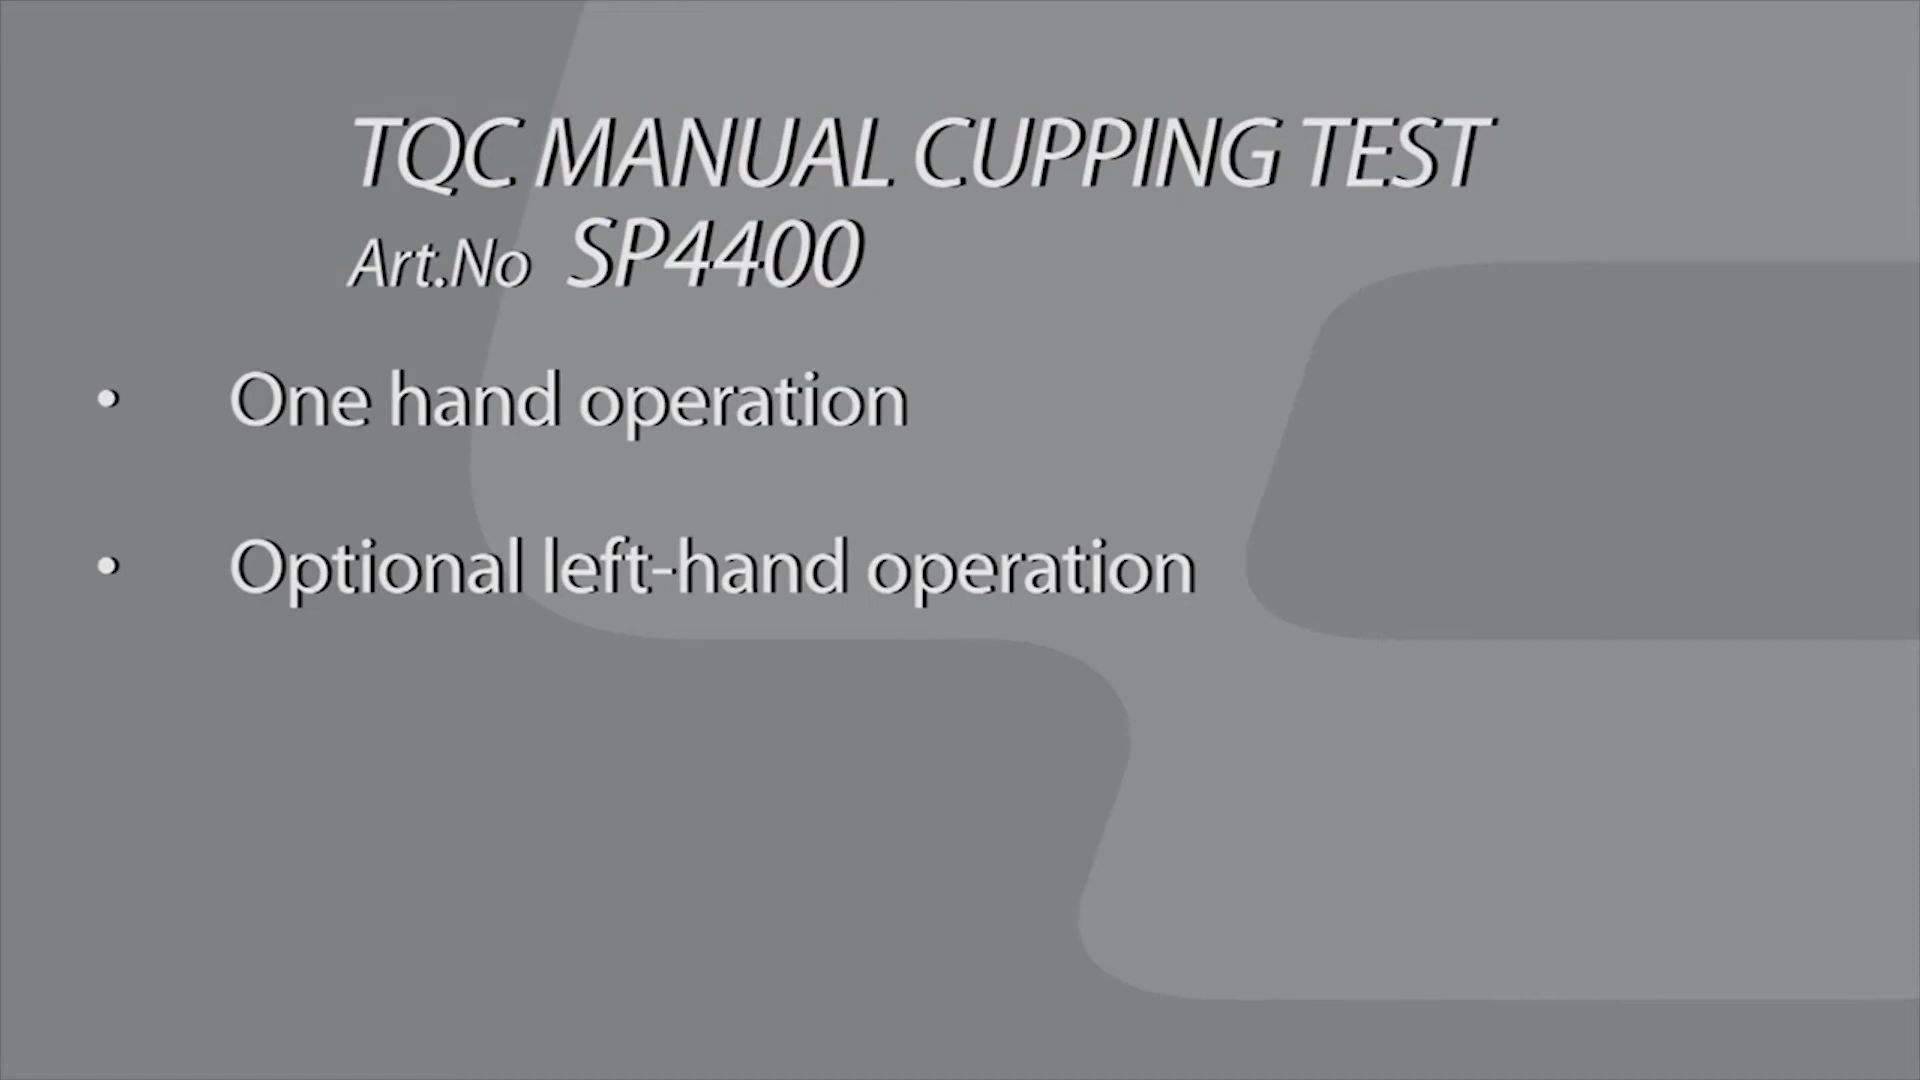 TQC MANUAL CUPPING TEST
Art.No SP4400
• One hand operation
• Optional left-hand operation